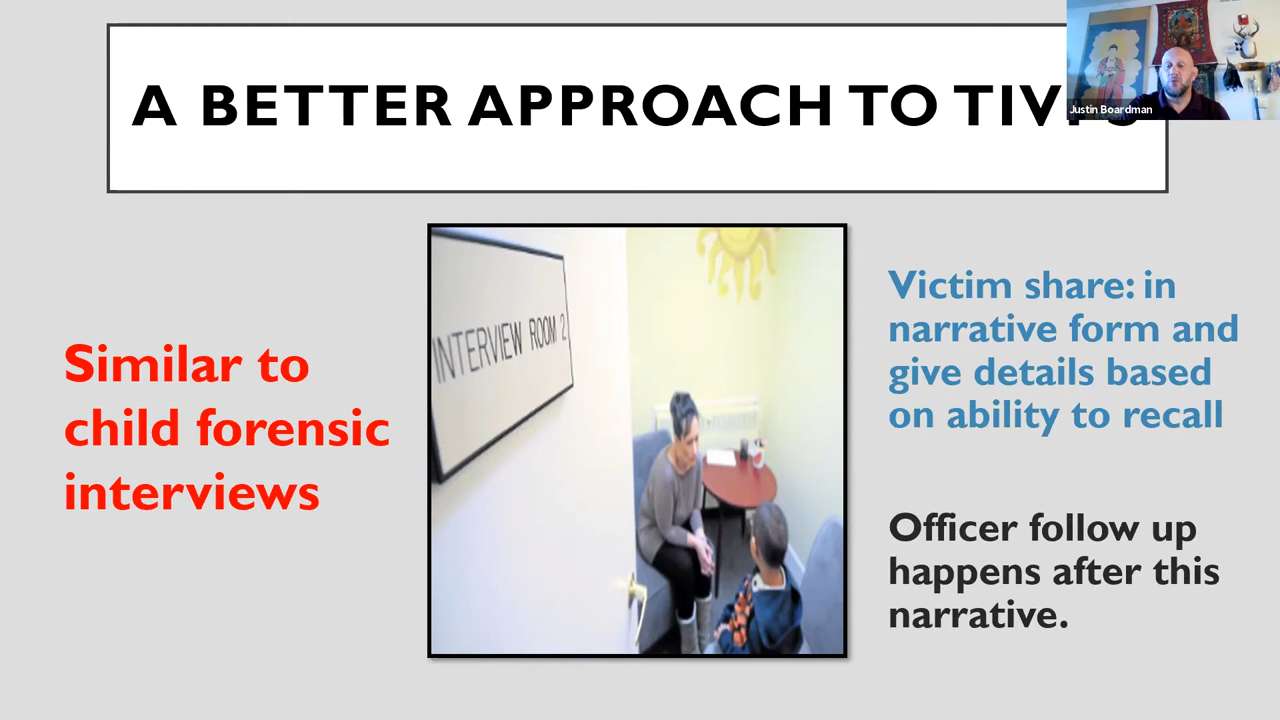 A BETTER APPROACH TO
Justin Boardman
INTERVIEW ROOM 2
Similar to
child forensic
interviews
Victim share: in
narrative form and
give details based
on ability to recall
Officer follow up
happens after this
narrative.